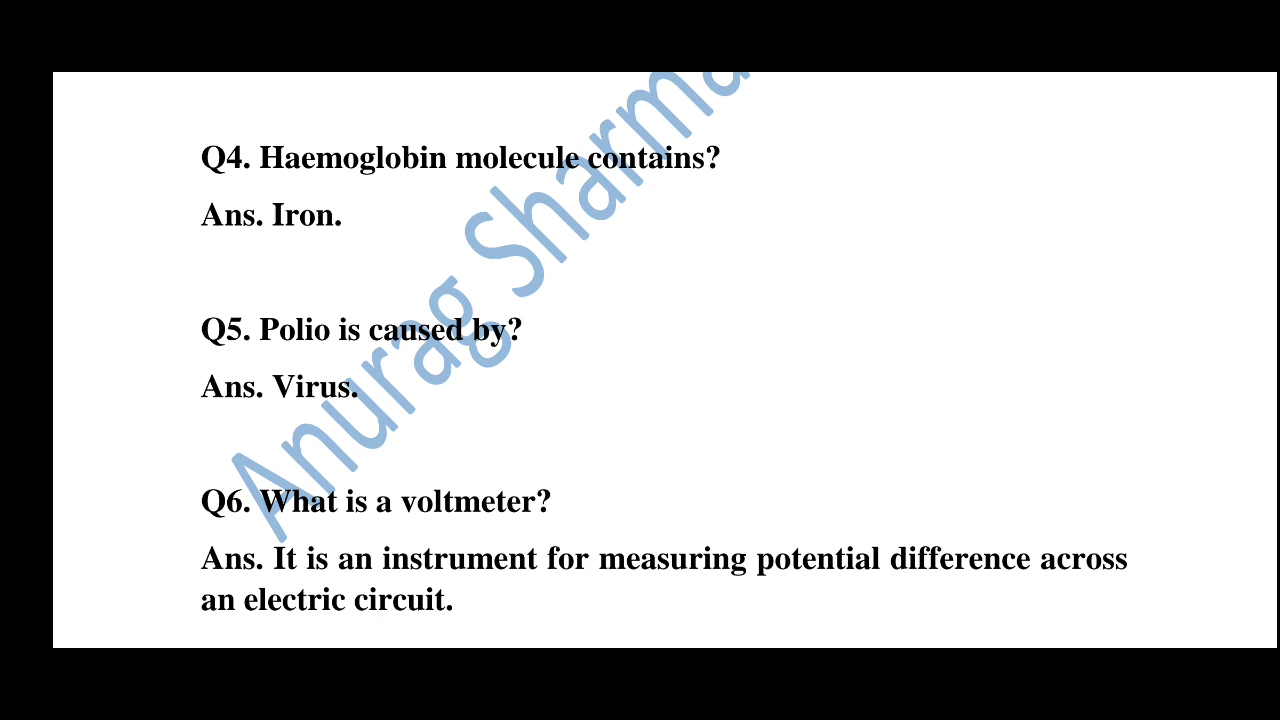 Q4. Haemoglobin molecule contains?
Ans. Iron.
Q5. Polio is caused by?
Ans. Virus.
Q6. What is a voltmeter?
Ans. It is an instrument for measuring potential difference across
an electric circuit.
Anurag Sharma